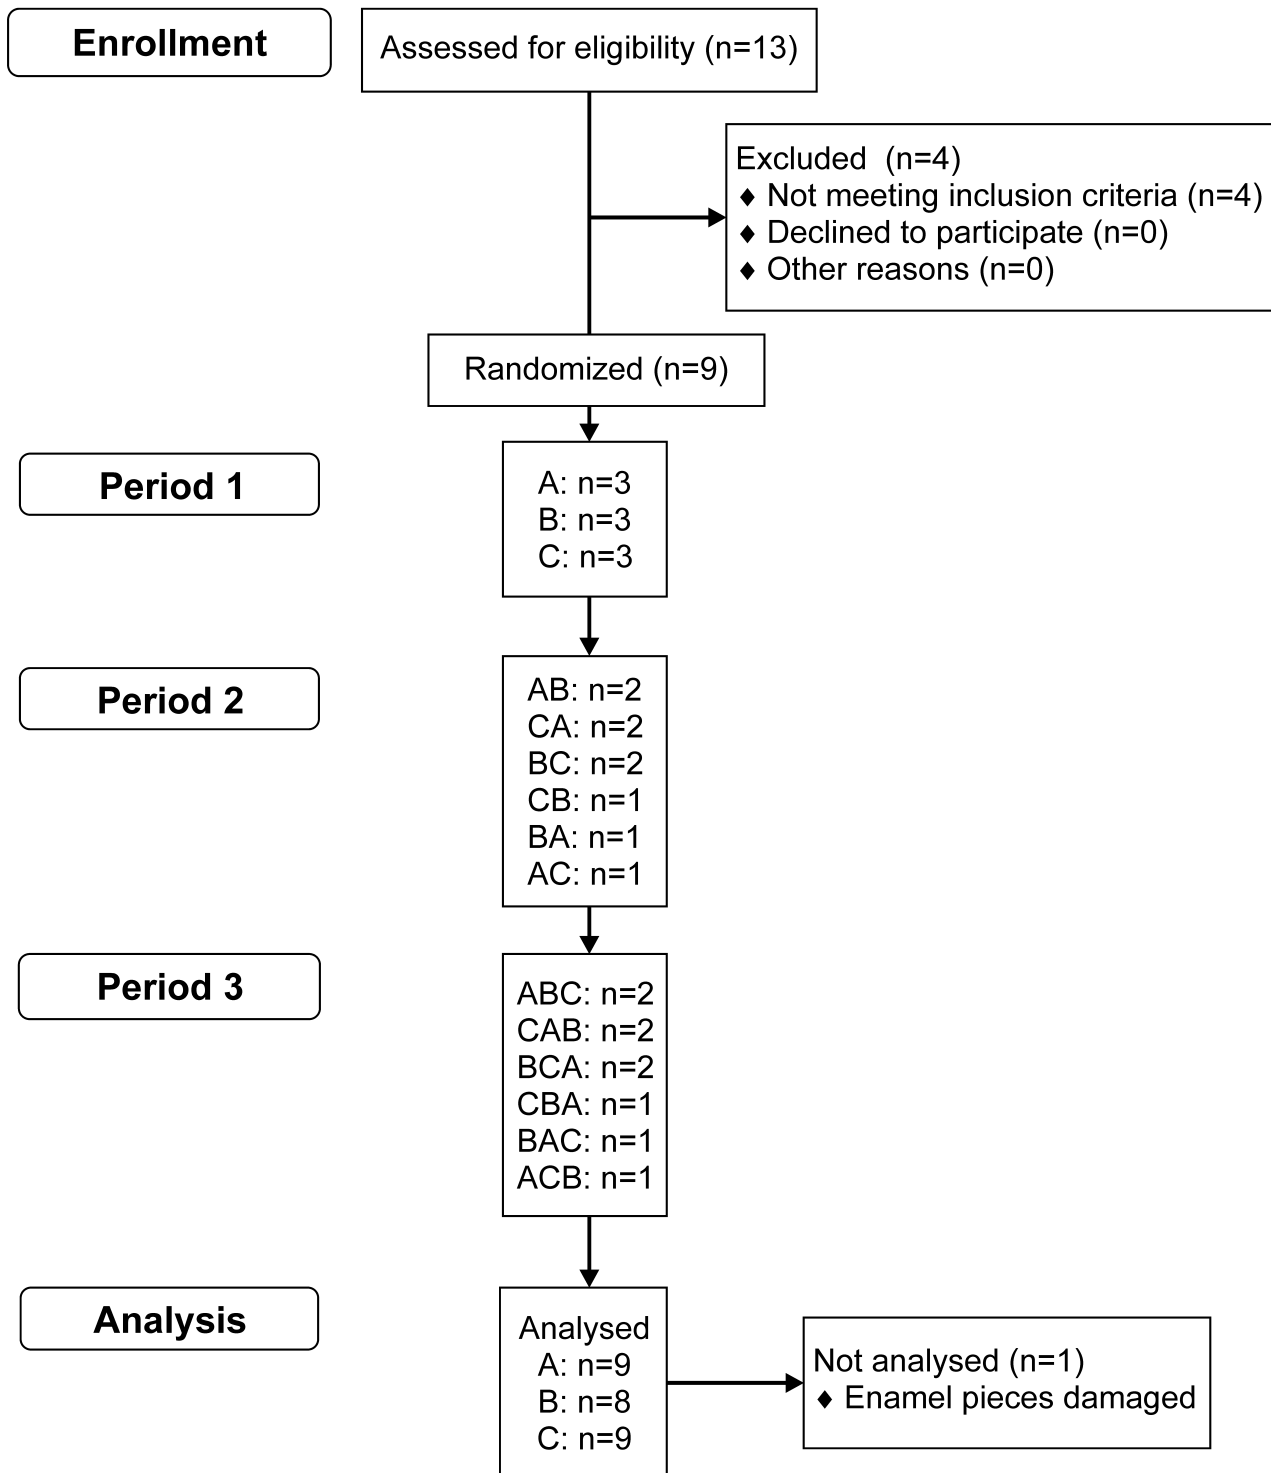 Enrollment
Assessed for eligibility (n=13)
Excluded  (n=4)
♦ Not meeting inclusion criteria (n=4)
♦ Declined to participate (n=0)
♦ Other reasons (n=0)
Randomized (n=9)
Period 1
A: n=3
B: n=3
C: n=3
Period 2
AB: n=2
CA: n=2
BC: n=2
CB: n=1
BA: n=1
AC: n=1
Period 3
ABC: n=2
CAB: n=2
BCA: n=2
CBA: n=1
BAC: n=1
ACB: n=1
Analysis
Analysed
A: n=9
B: n=8
C: n=9
Not analysed (n=1)
♦ Enamel pieces damaged